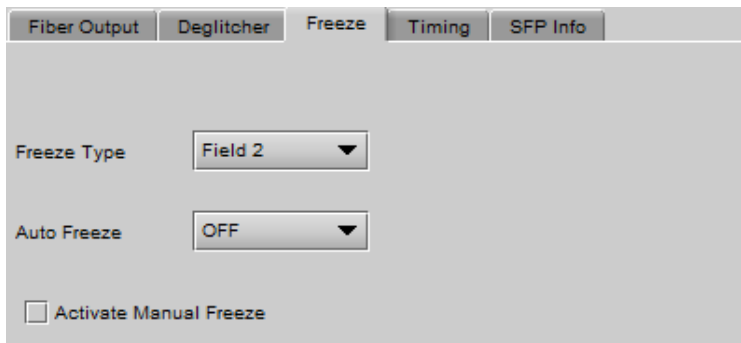 Fiber Output Deglitcher Freeze Timing SFP Info
Freeze Type Field 2
Auto Freeze OFF
Activate Manual Freeze